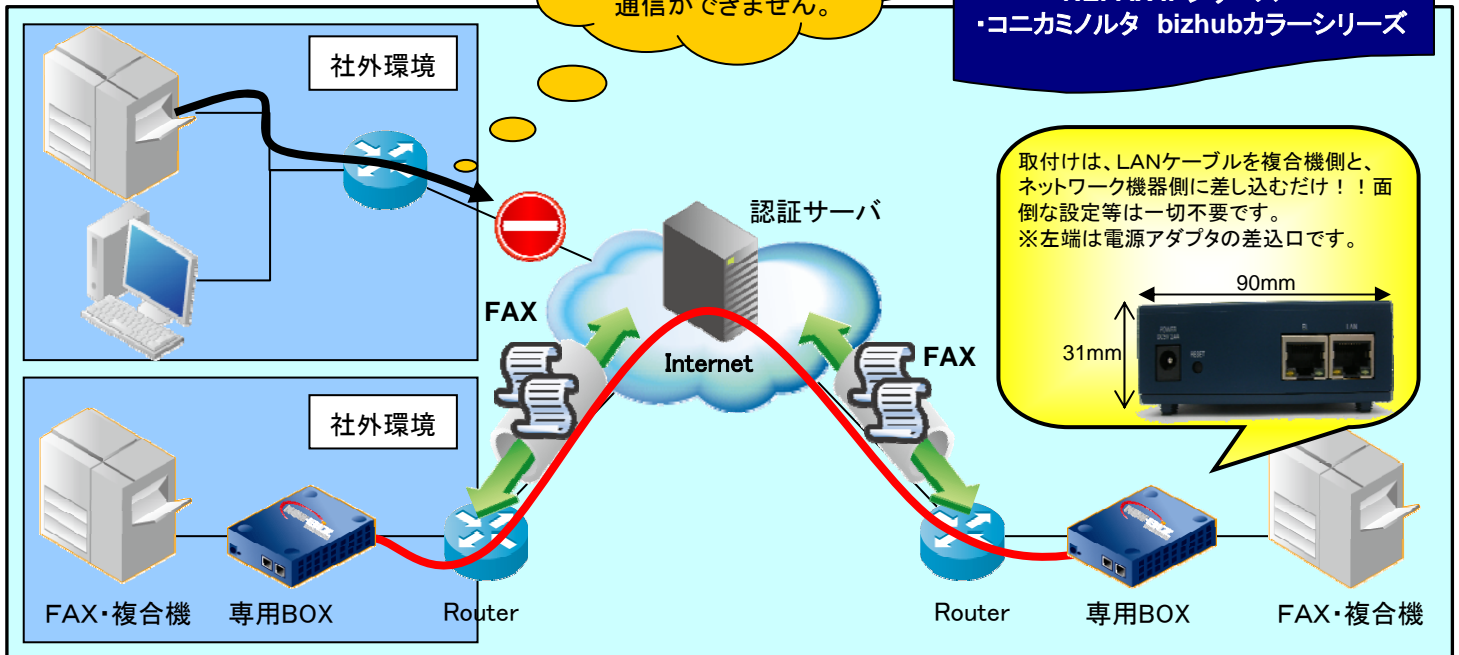 通信ができません。
・コニカミノルタ bizhubカラーシリーズ
社外環境
取付けは、LANケーブルを複合機側と、
ネットワーク機器側に差し込むだけ！！面
倒な設定等は一切不要です。
※左端は電源アダプタの差込口です。
認証サーバ
90mm
FAX
31mm
POWER
RESET
LAN
Internet
FAX
社外環境
FAX・複合機
専用BOX
Router
Router
専用BOX
FAX・複合機